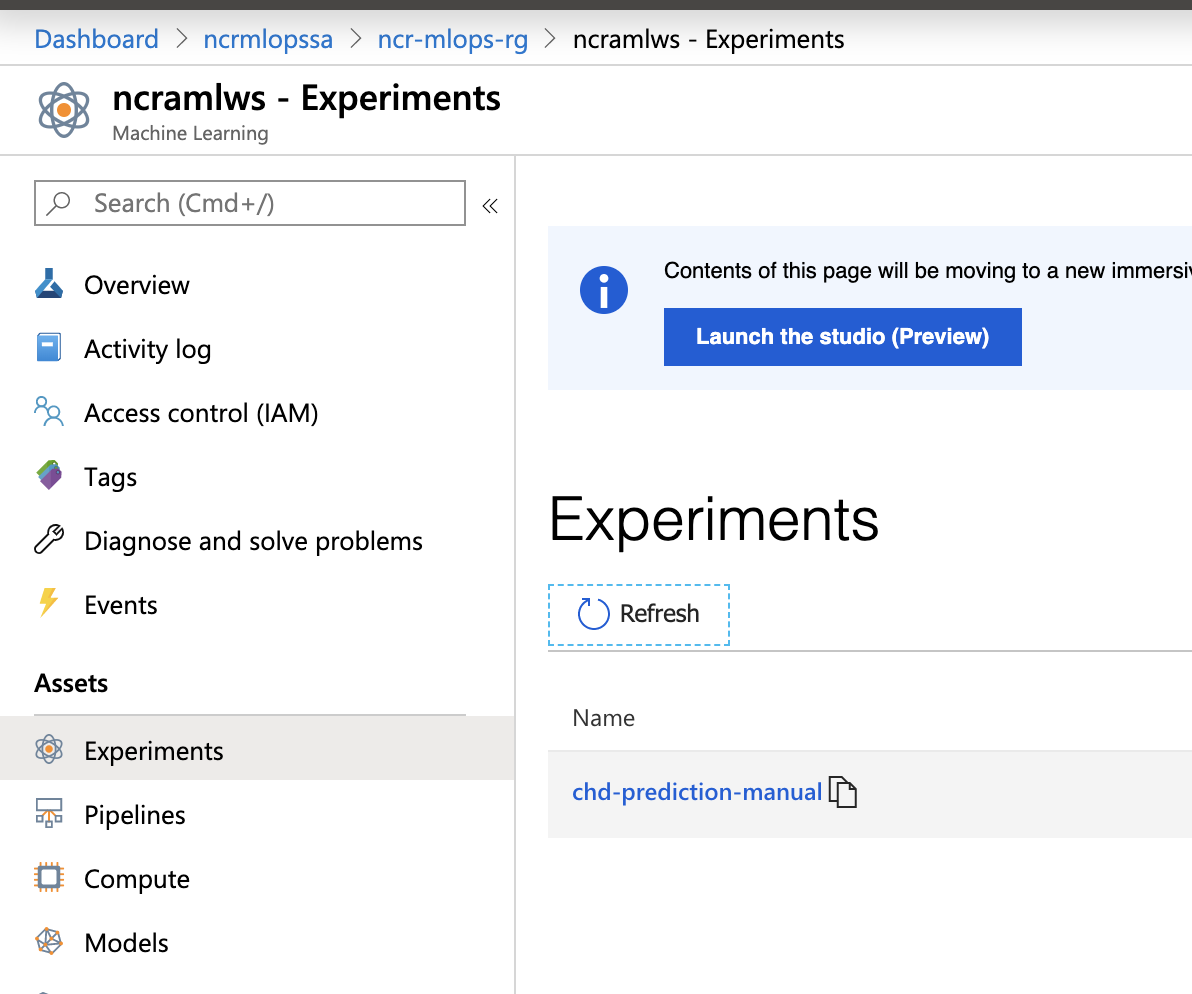 Dashboard > ncrmlopssa > ncr-mlops-rg > ncramlws - Experiments
ncramlws - Experiments
Machine Learning
Search (Cmd+/)
Overview
Activity log
Access control (IAM)
Tags
Diagnose and solve problems
Events
Assets
Experiments
Pipelines
Compute
Models
Contents of this page will be moving to a new
Launch the studio (Preview)
Experiments
Refresh
Name
chd-prediction-manual